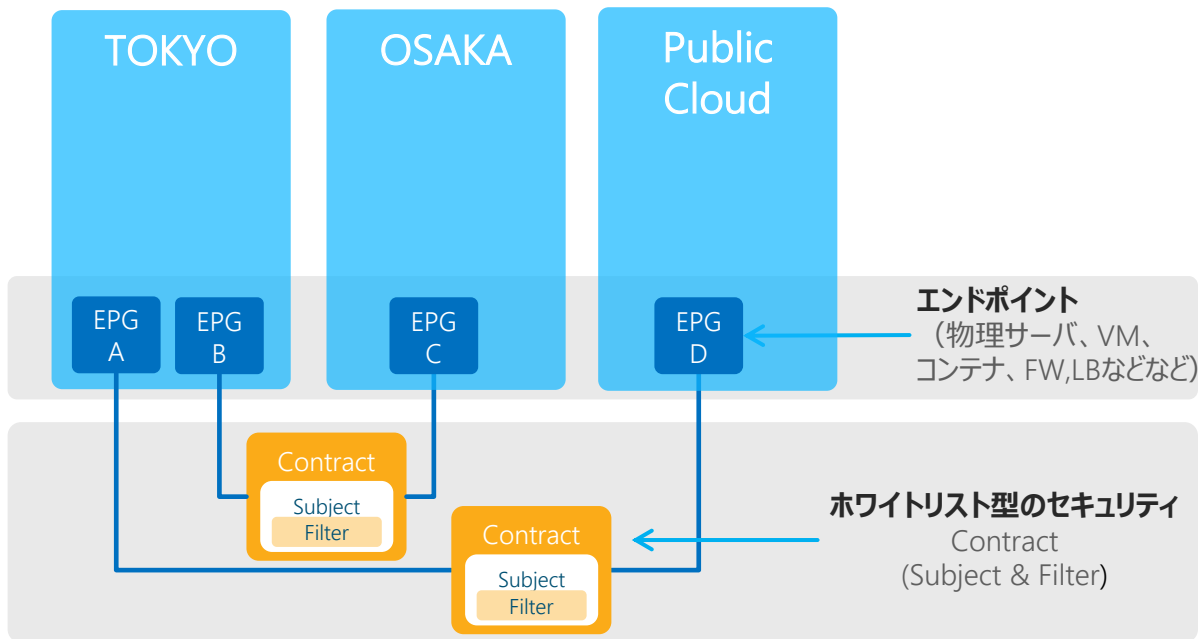 TOKYO
OSAKA
Public
Cloud
EPG
A
EPG
B
EPG
C
EPG
D
エンドポイント
（物理サーバ、VM、
コンテナ、FW,LBなどなど)
Contract
Subject
Filter
Contract
Subject
Filter
ホワイトリスト型のセキュリティ
Contract
(Subject & Filter)